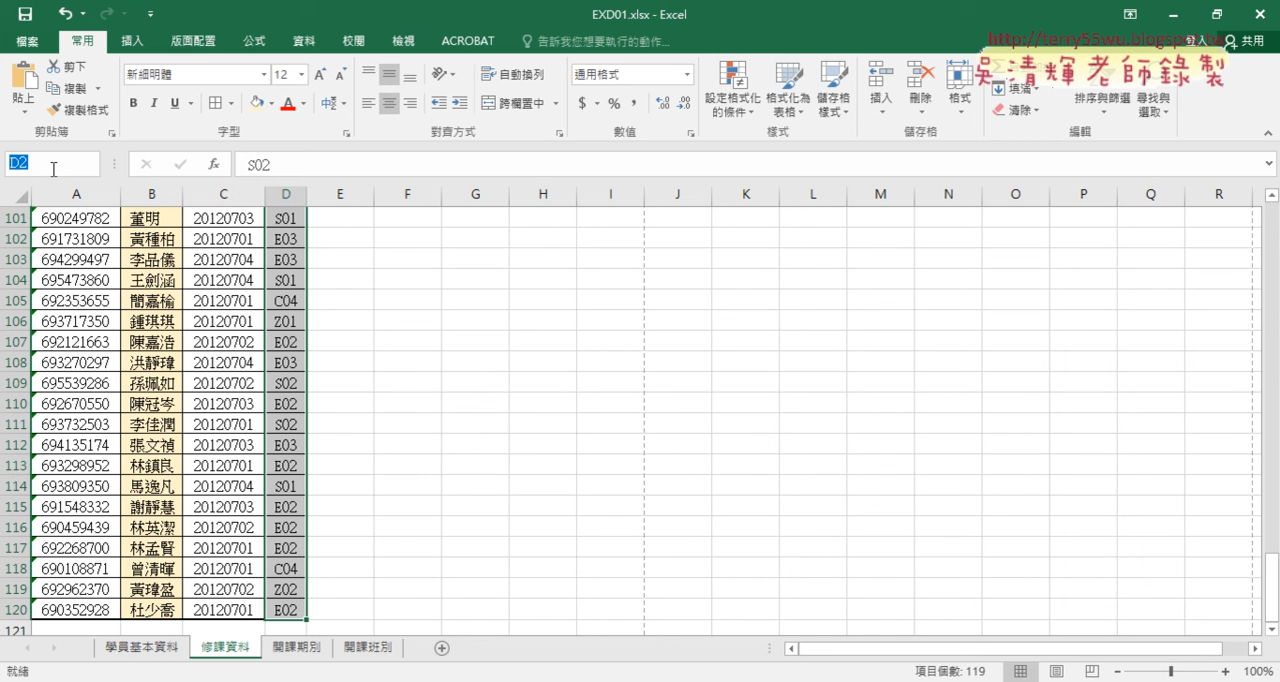 EXD01.xlsx - Excel
檔案 常用 插入 版面配置 公式 資料 校閱 檢視 ACROBAT 告訴我您想要執行的動作... 登入 共用
http://terry55wu.blogspot.tw
吳清輝老師錄製
貼上 剪下 複製 複製格式 剪貼簿
新細明體 12 A A B I U A 中 字型
自動換列 跨欄置中 對齊方式
通用格式 $ % , 數值
設定格式化的條件 格式化為表格 儲存格樣式 樣式
插入 刪除 格式 儲存格
填滿 清除 排序與篩選 尋找與選取 編輯
D2 fx S02
A B C D E F G H I J K L M N O P Q R
101 690249782 董明 20120703 S01
102 691731809 黃種柏 20120701 E03
103 694299497 李品儀 20120704 E03
104 695473860 王劍涵 20120704 S01
105 692353655 簡嘉榆 20120701 C04
106 693717350 鍾琪琪 20120701 Z01
107 692121663 陳嘉浩 20120702 E02
108 693270297 洪靜瑋 20120704 E03
109 695539286 孫珮如 20120702 S02
110 692670550 陳冠岑 20120703 E02
111 693732503 李佳潤 20120701 S02
112 694135174 張文禎 20120704 E03
113 693298952 林鎮良 20120701 E02
114 693809350 馬逸凡 20120704 S01
115 691548332 謝靜慧 20120703 E02
116 690459439 林英潔 20120702 E02
117 692268700 林孟賢 20120701 E02
118 690108871 曾清暉 20120701 C04
119 692962370 黃瑋盈 20120702 Z02
120 690352928 杜少喬 20120701 E02
121
學員基本資料 修課資料 開課期別 開課班別
就緒 項目個數: 119 100%